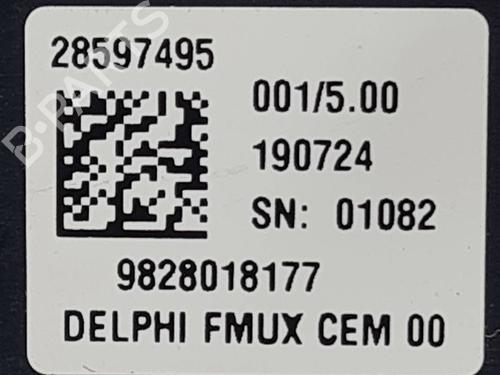 28597495
001/5.00
190724
SN: 01082
9828018177
DELPHI FMUX CEM 00
B-PARTS